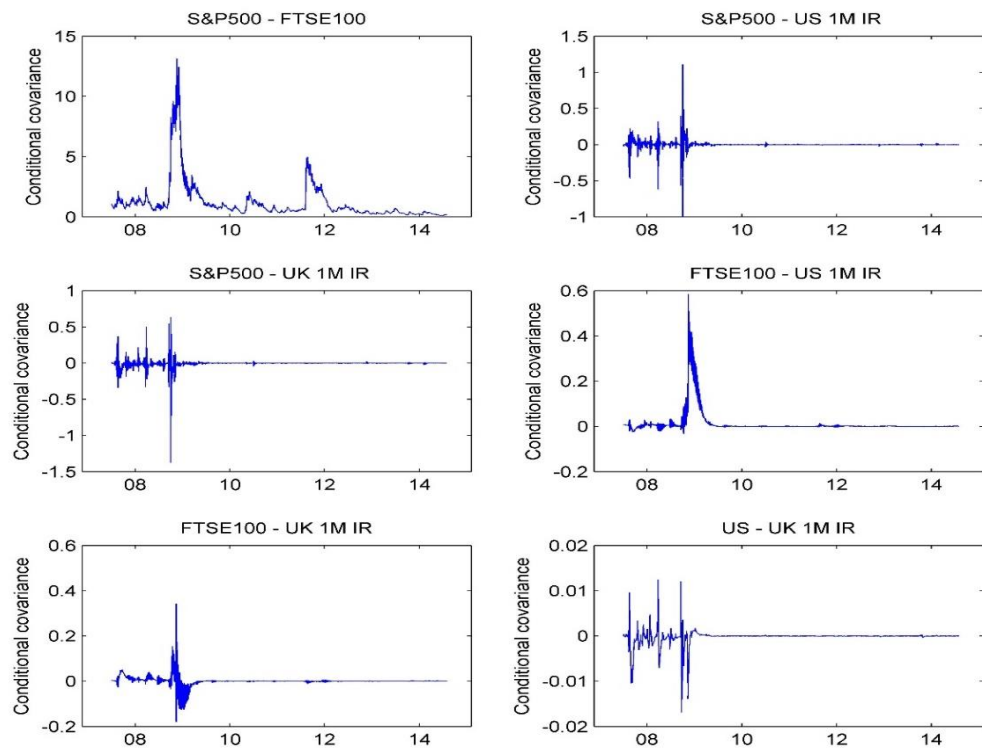 S&P500 - FTSE100
Conditional covariance
15
10
5
0
08 10 12 14
S&P500 - US 1M IR
Conditional covariance
1.5
1
0.5
0
-0.5
-1
08 10 12 14
S&P500 - UK 1M IR
Conditional covariance
1
0.5
0
-0.5
-1
-1.5
08 10 12 14
FTSE100 - US 1M IR
Conditional covariance
0.6
0.4
0.2
0
-0.2
08 10 12 14
FTSE100 - UK 1M IR
Conditional covariance
0.6
0.4
0.2
0
-0.2
08 10 12 14
US - UK 1M IR
Conditional covariance
0.02
0.01
0
-0.01
-0.02
08 10 12 14